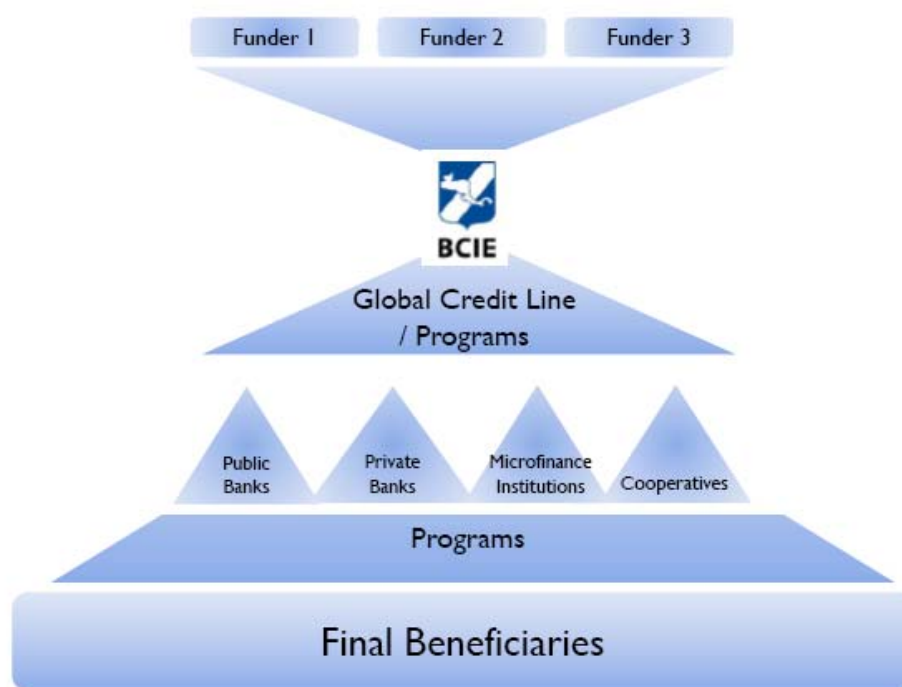 Funder 1
Funder 2
Funder 3
BCIE
Global Credit Line
/ Programs
Public
Banks
Private
Banks
Microfinance
Institutions
Cooperatives
Programs
Final Beneficiaries